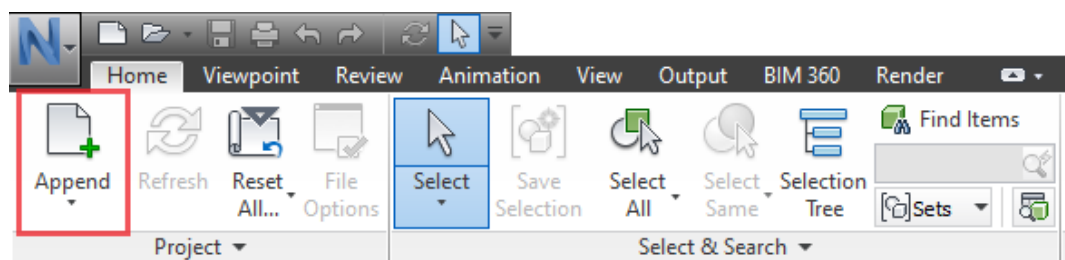 N
Home Viewpoint Review Animation View Output BIM 360 Render
Find Items
Append Refresh Reset File Select Save Select Select Selection
All... Options Selection All Same Tree Sets
Project Select & Search